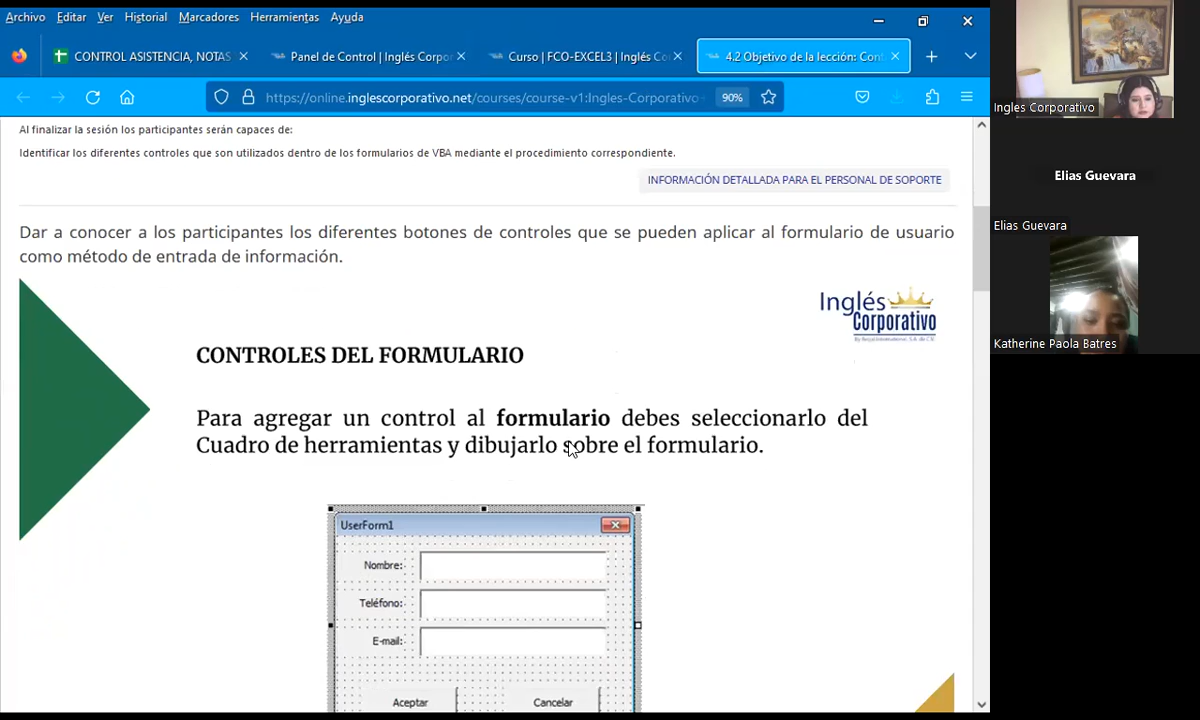 Archivo Editar Ver Historial Marcadores Herramientas Ayuda
CONTROL ASISTENCIA, NOTAS
Panel de Control | Inglés Corpor
Curso | FCO-EXCEL3 | Inglés Co
4.2 Objetivo de la lección: Con
https://online.inglescorporativo.net/courses/course-v1:Ingles-Corporativo
90%
Al finalizar la sesión los participantes serán capaces de:
Identificar los diferentes controles que son utilizados dentro de los formularios de VBA mediante el procedimiento correspondiente.
INFORMACIÓN DETALLADA PARA EL PERSONAL DE SOPORTE
Dar a conocer a los participantes los diferentes botones de controles que se pueden aplicar al formulario de usuario
como método de entrada de información.
Inglés
Corporativo
CONTROLES DEL FORMULARIO
Para agregar un control al formulario debes seleccionarlo del
Cuadro de herramientas y dibujarlo sobre el formulario.
UserForm1
Nombre:
Teléfono:
E-mail:
Aceptar Cancelar
Ingles Corporativo
Elias Guevara
Elias Guevara
Katherine Paola Batres